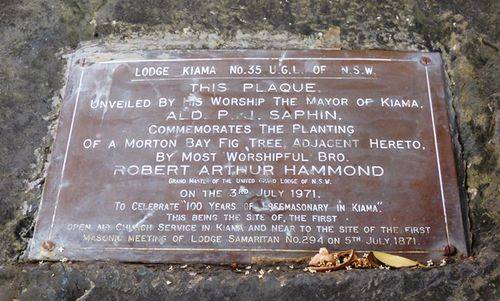 LODGE KIAMA NO.35 U.G.L. OF N.S.W.
THIS PLAQUE,
UNVEILED BY HIS WORSHIP THE MAYOR OF KIAMA,
ALD. P. J. SAPHIN,
COMMEMORATES THE PLANTING
OF A MORTON BAY FIG TREE, ADJACENT HERETO,
BY MOST WORSHIPFUL BRO.
ROBERT ARTHUR HAMMOND
GRAND MASTER OF THE UNITED GRAND LODGE OF N.S.W.
ON THE 3RD JULY 1971,
TO CELEBRATE "100 YEARS OF FREEMASONRY IN KIAMA".
THIS BEING THE SITE OF THE FIRST
OPEN AIR CHURCH SERVICE IN KIAMA AND NEAR TO THE SITE OF THE FIRST
MASONIC MEETING OF LODGE SAMARITAN NO.294 ON 5TH JULY 1871.